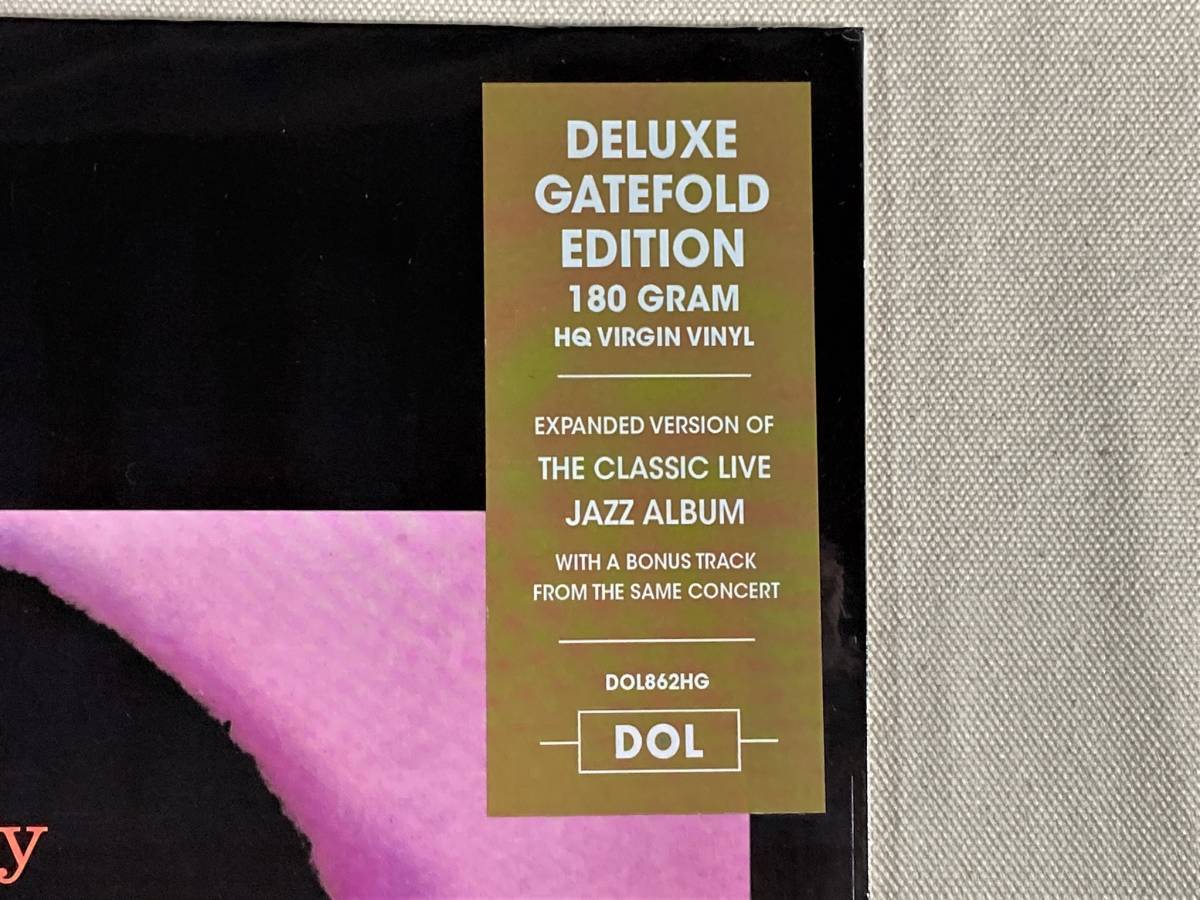 DELUXE
GATEFOLD
EDITION
180 GRAM
HQ VIRGIN VINYL
EXPANDED VERSION OF
THE CLASSIC LIVE
JAZZ ALBUM
WITH A BONUS TRACK
FROM THE SAME CONCERT
DOL862HG
DOL
y